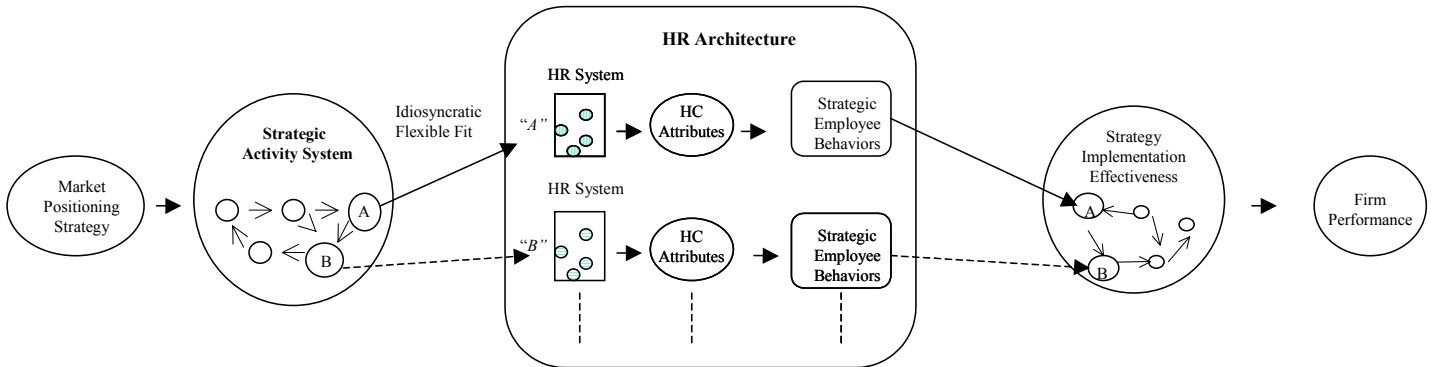 Market
Positioning
Strategy
Strategic
Activity System
A
B
Idiosyncratic
Flexible Fit
HR Architecture
HR System
“A”
HC
Attributes
Strategic
Employee
Behaviors
HR System
“B”
HC
Attributes
Strategic
Employee
Behaviors
Strategy
Implementation
Effectiveness
A
B
Firm
Performance